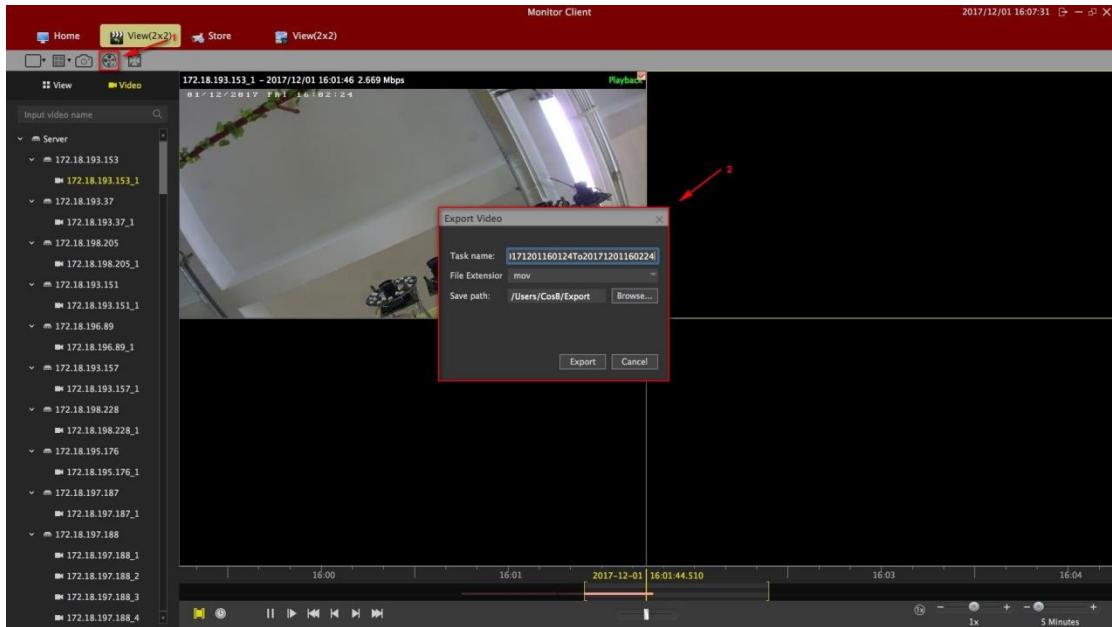 Monitor Client
2017/12/01 16:07:31
Home View(2x2) Store View(2x2)
1
View Video
172.18.193.153_1 - 2017/12/01 16:01:46 2.669 Mbps Playback
01/12/2017 FRI 16:02:24
Input video name
Server
172.18.193.153
172.18.193.153_1
172.18.193.37
172.18.193.37_1
172.18.198.205
172.18.198.205_1
172.18.193.151
172.18.193.151_1
172.18.196.89
172.18.196.89_1
172.18.193.157
172.18.193.157_1
172.18.198.228
172.18.198.228_1
172.18.195.176
172.18.195.176_1
172.18.197.187
172.18.197.187_1
172.18.197.188
172.18.197.188_1
172.18.197.188_2
172.18.197.188_3
172.18.197.188_4
2
Export Video
Task name: 171201160124To20171201160224
File Extensior mov
Save path: /Users/CosB/Export Browse...
Export Cancel
16:00 16:01 2017-12-01 16:01:44.510 16:03 16:04
1x
1x 5 Minutes